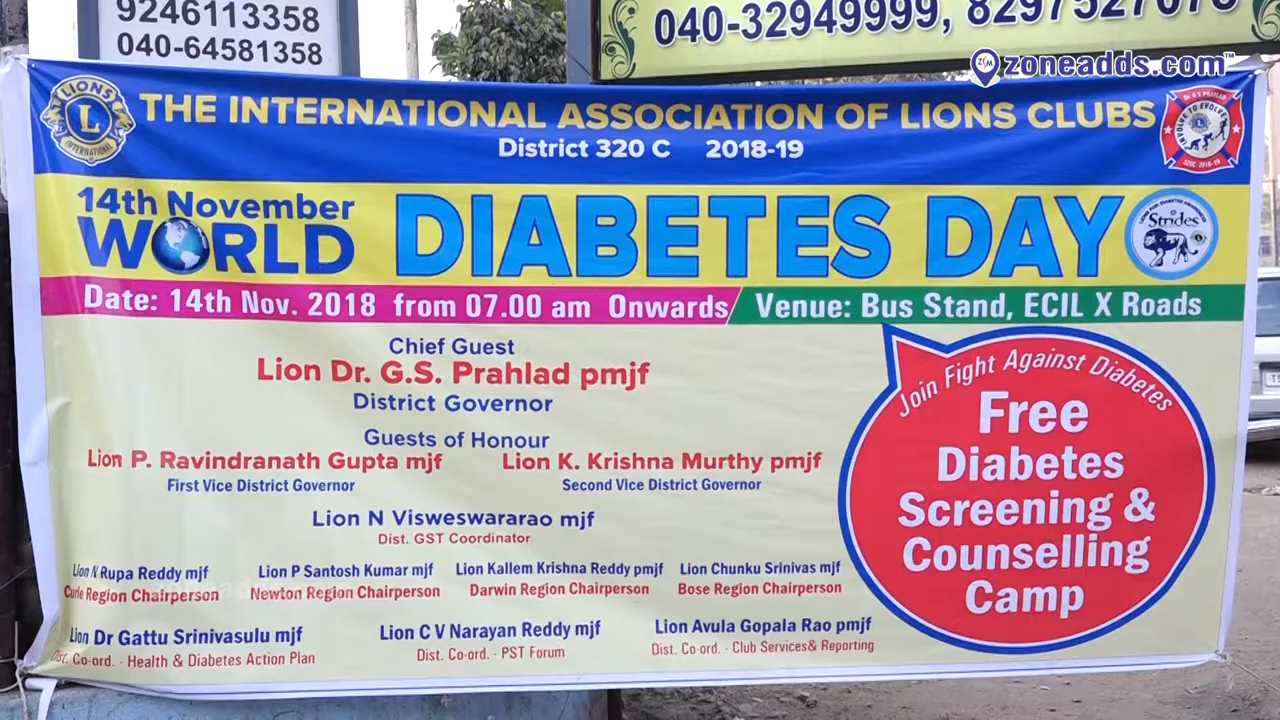 9246113358
040-64581358
040-32949999,
zoneadds.com™
LIONS
L
INTERNATIONAL
THE INTERNATIONAL ASSOCIATION OF LIONS CLUBS
District 320 C 2018-19
14th November
WORLD
DIABETES DAY
Strides
Date: 14th Nov. 2018 from 07.00 am Onwards
Venue: Bus Stand, ECIL X Roads
Chief Guest
Lion Dr. G.S. Prahlad pmjf
District Governor
Guests of Honour
Lion P. Ravindranath Gupta mjf
First Vice District Governor
Lion K. Krishna Murthy pmjf
Second Vice District Governor
Lion N Visweswararao mjf
Dist. GST Coordinator
Lion N Rupa Reddy mjf
Curie Region Chairperson
Lion P Santosh Kumar mjf
Newton Region Chairperson
Lion Kallem Krishna Reddy pmjf
Darwin Region Chairperson
Lion Chunku Srinivas mjf
Bose Region Chairperson
Lion Dr Gattu Srinivasulu mjf
Dist. Co-ord. - Health & Diabetes Action Plan
Lion C V Narayan Reddy mjf
Dist. Co-ord. - PST Forum
Lion Avula Gopala Rao pmjf
Dist. Co-ord. - Club Services& Reporting
Join Fight Against Diabetes
Free
Diabetes
Screening &
Counselling
Camp